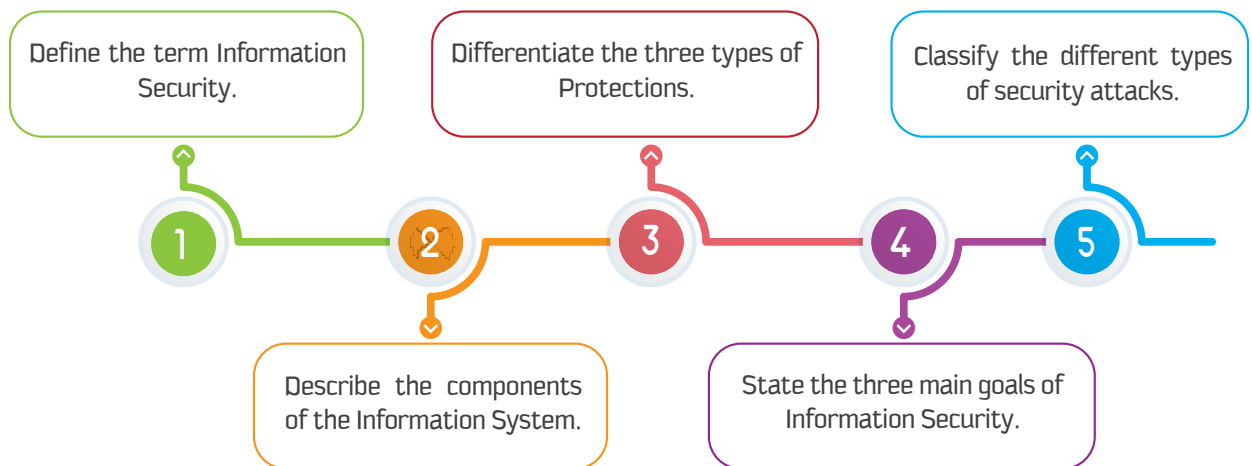 Define the term Information
Security.
Differentiate the three types of
Protections.
Classify the different types
of security attacks.
1
2
3
4
5
Describe the components
of the Information System.
State the three main goals of
Information Security.